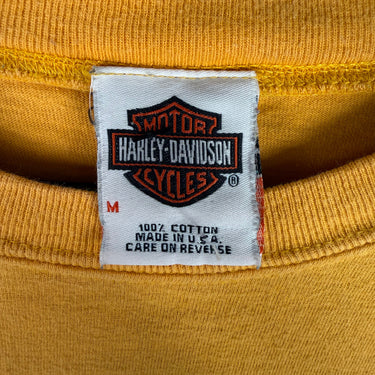 MOTOR
HARLEY-DAVIDSON
CYCLES
®
M
100% COTTON
MADE IN U.S.A.
CARE ON REVERSE